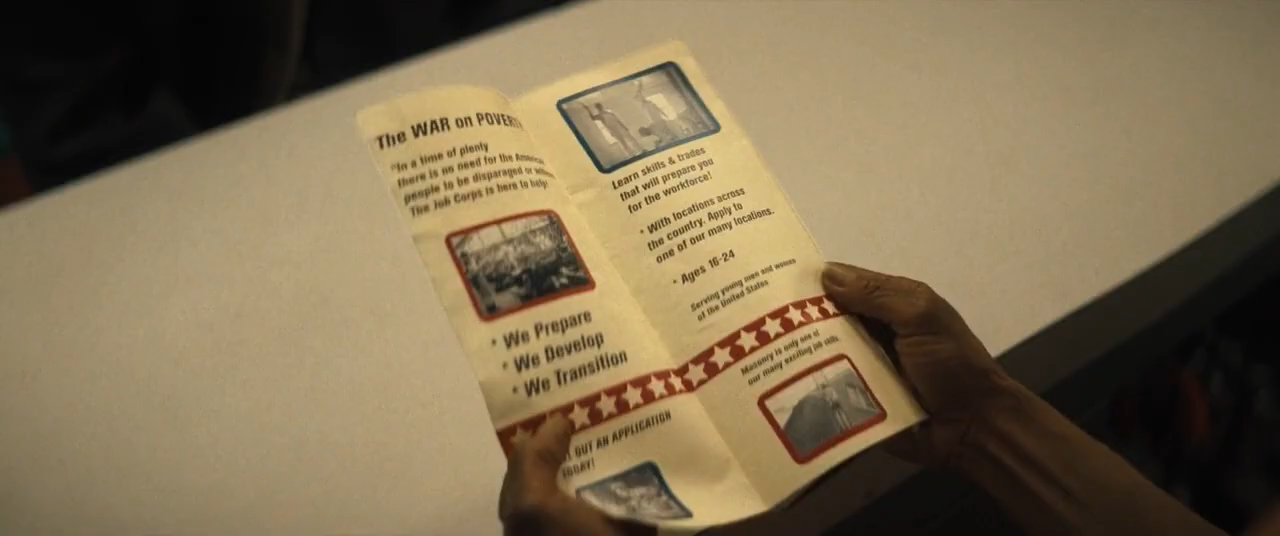 The WAR on POVERT
"In a time of plenty
there is no need for the American
people to be disparaged or without.
The Job Corps is here to help!"
* We Prepare
* We Develop
* We Transition
OUT AN APPLICATION
TODAY!
Learn skills & trades
that will prepare you
for the workforce!
* With locations across
the country. Apply to
one of our many locations.
* Ages 16-24
Serving young men and women
of the United States
Masonry is only one of
our many exciting job skills.